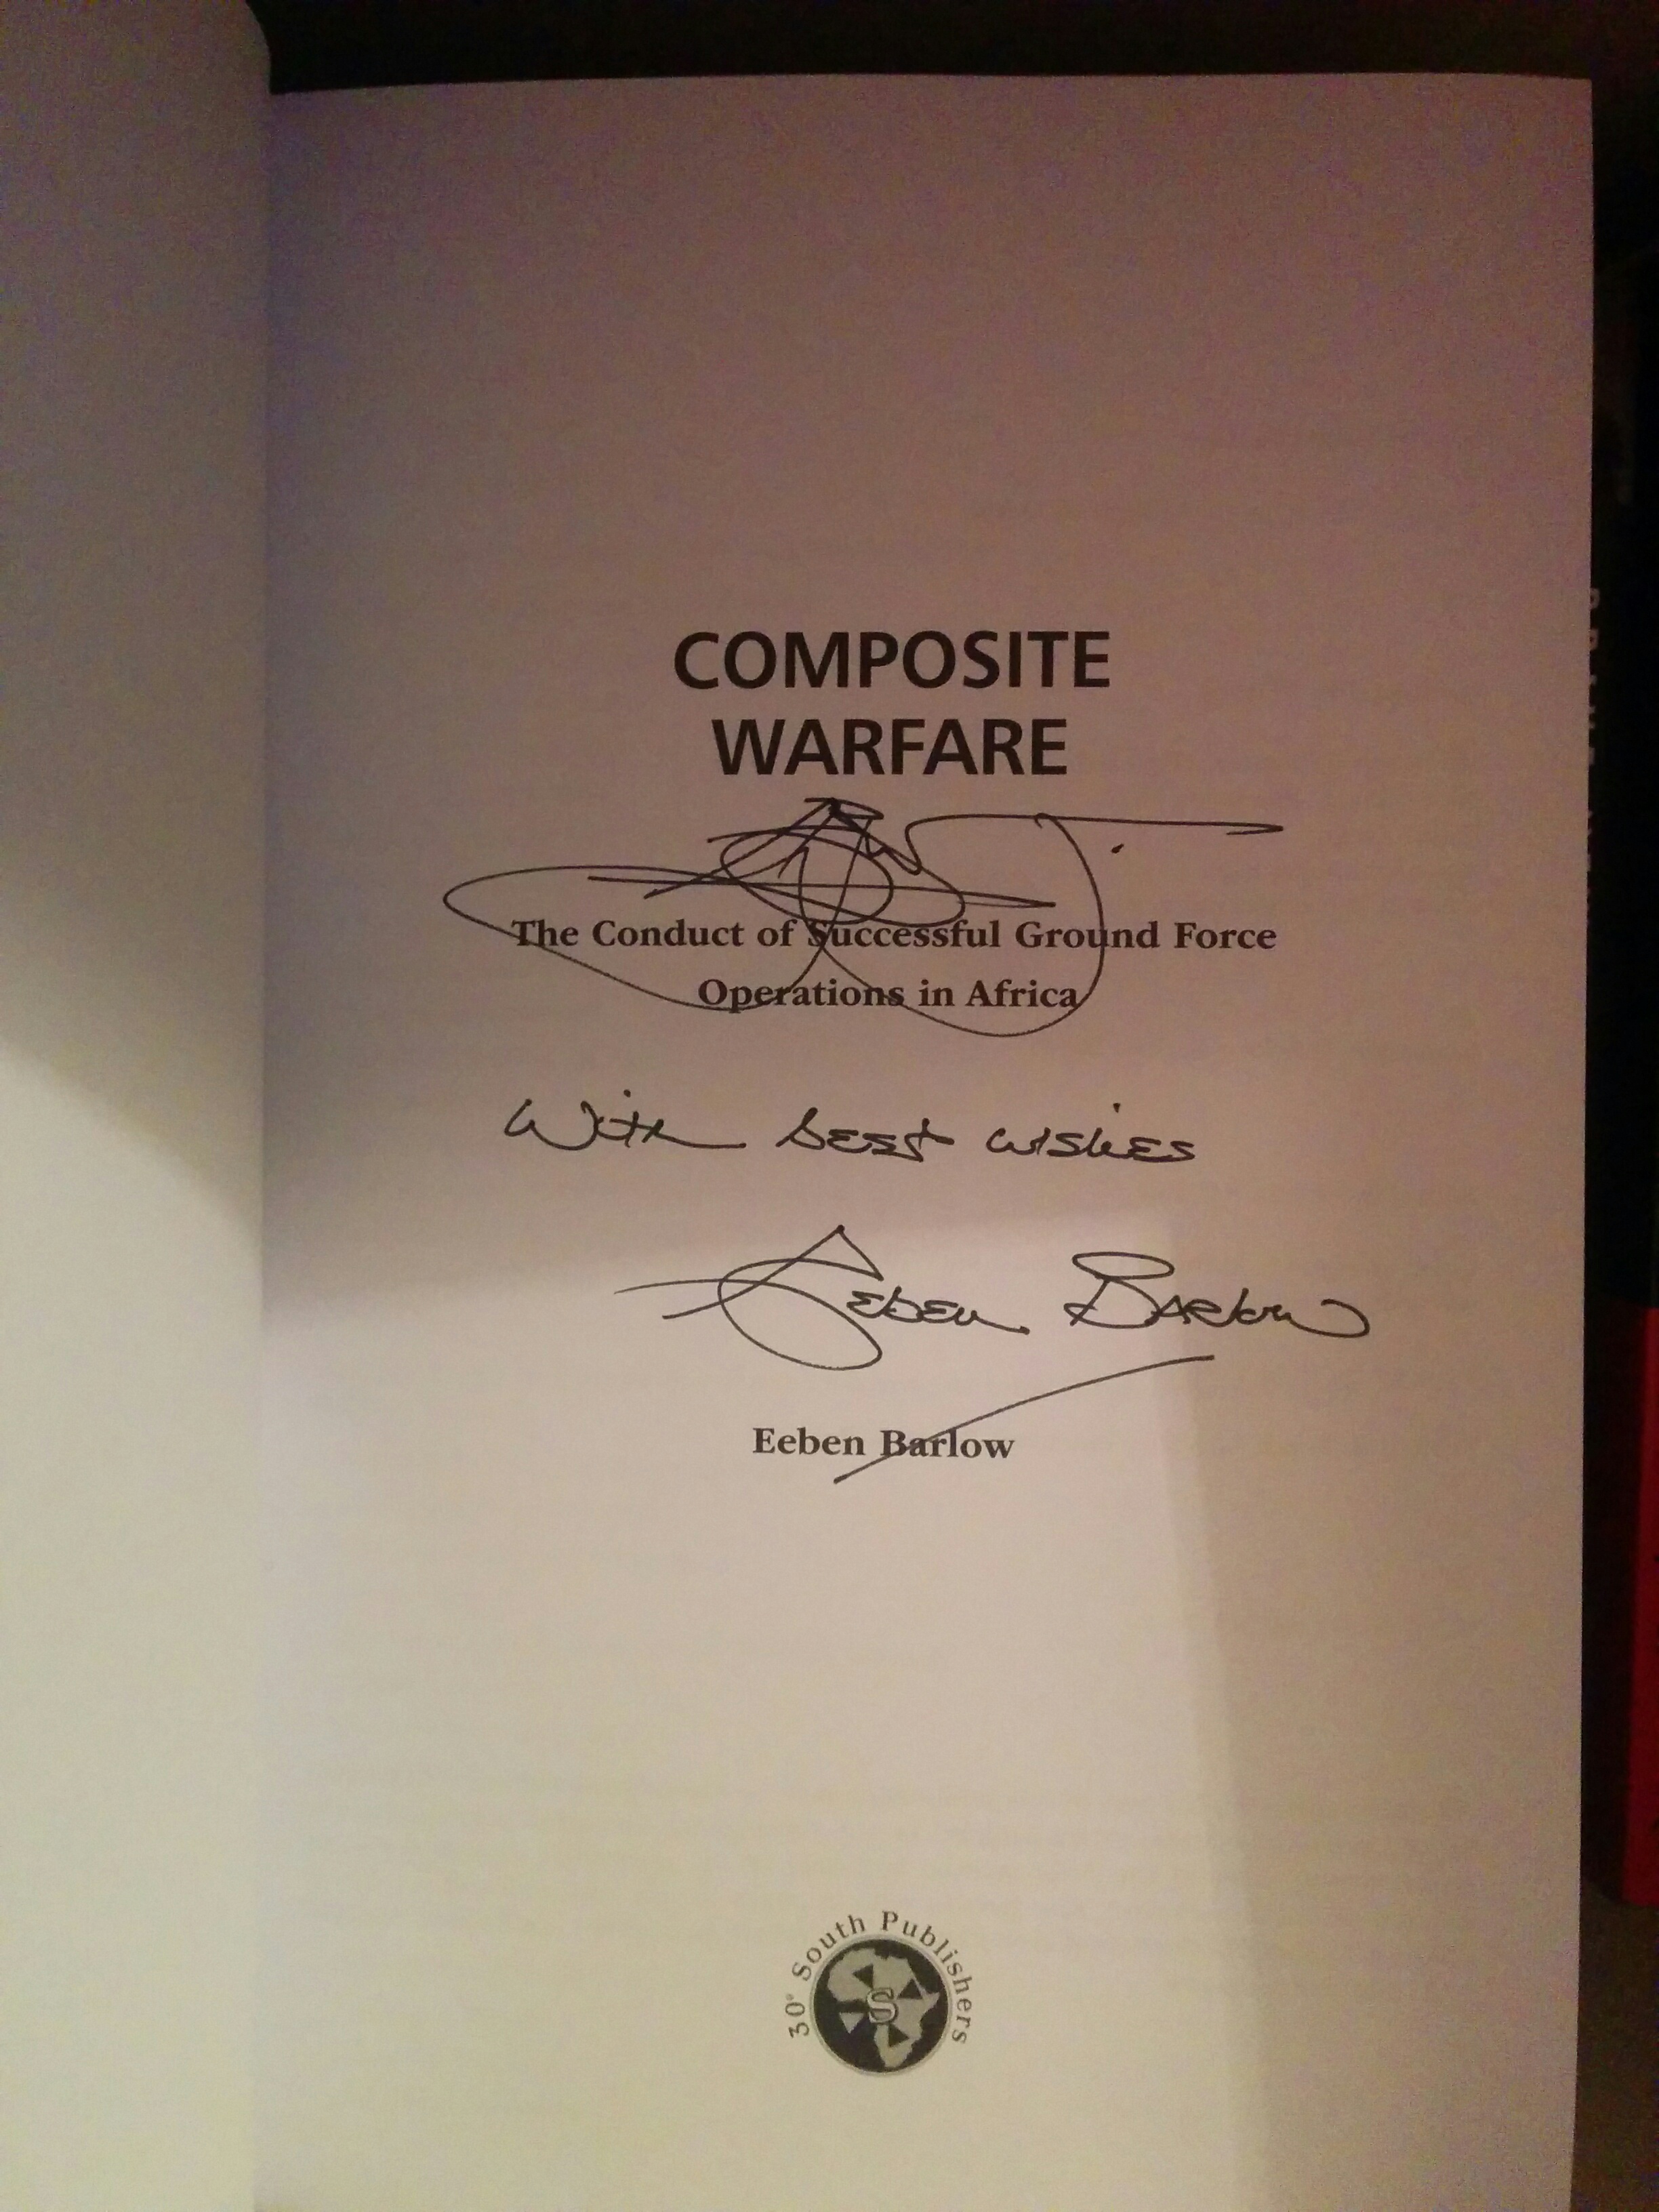 COMPOSITE
WARFARE
The Conduct of Successful Ground Force
Operations in Africa
With best wishes
Eeben Barlow
Eeben Barlow
30° South Publishers
S